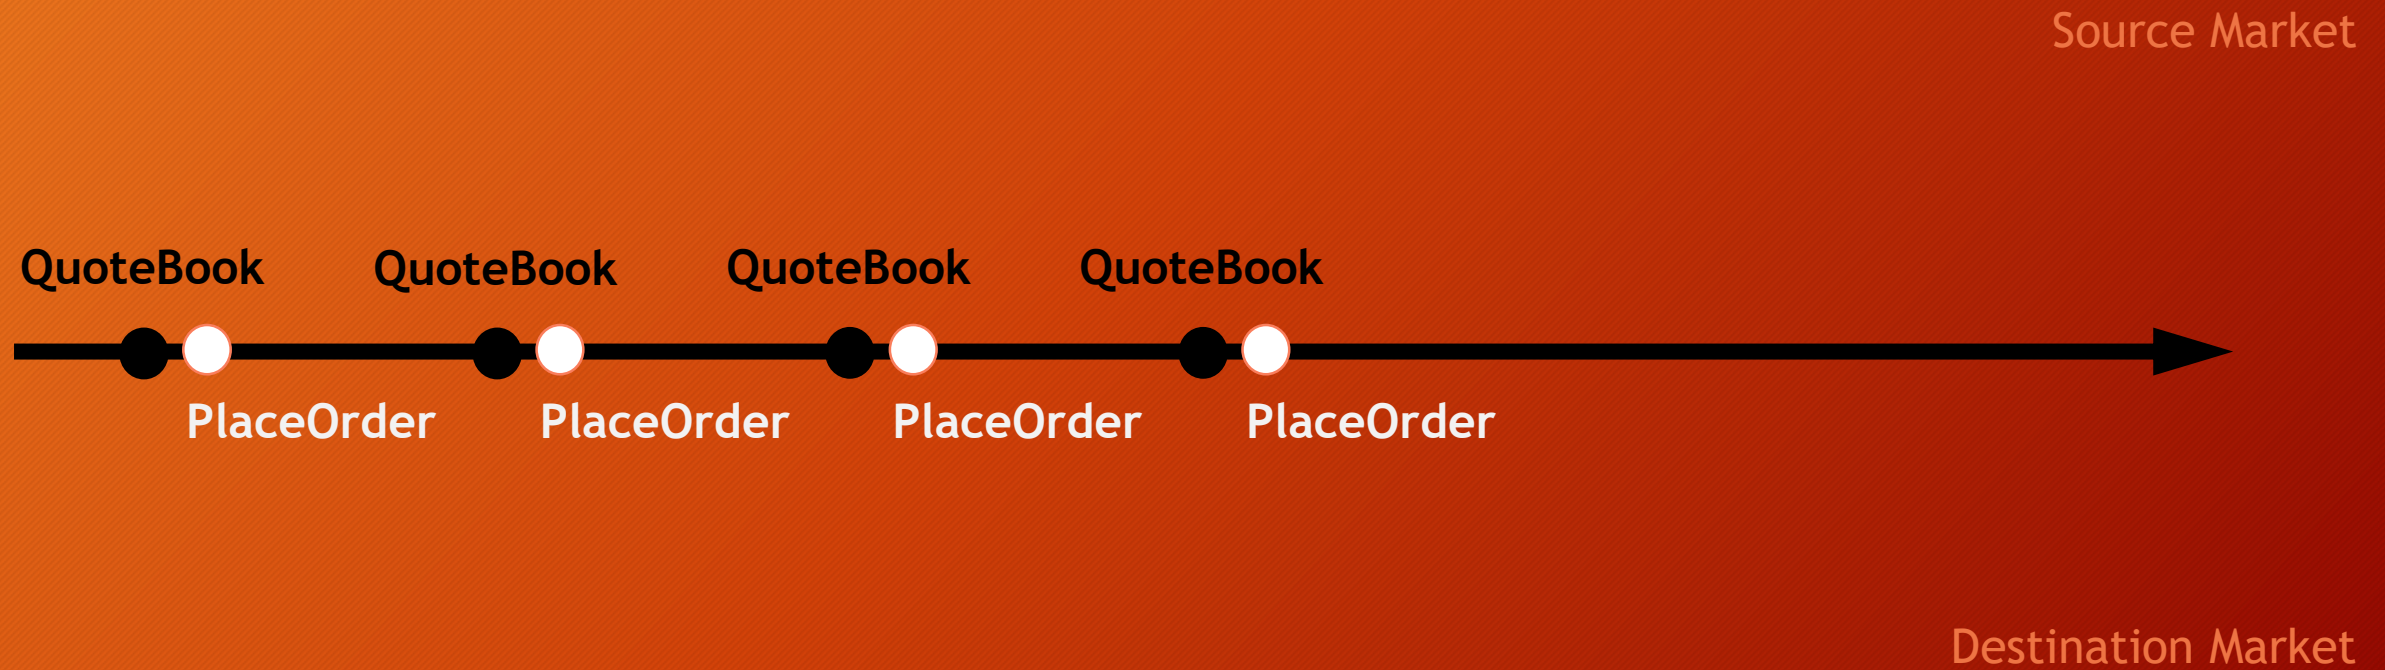 Source Market
QuoteBook QuoteBook QuoteBook QuoteBook
PlaceOrder PlaceOrder PlaceOrder PlaceOrder
Destination Market